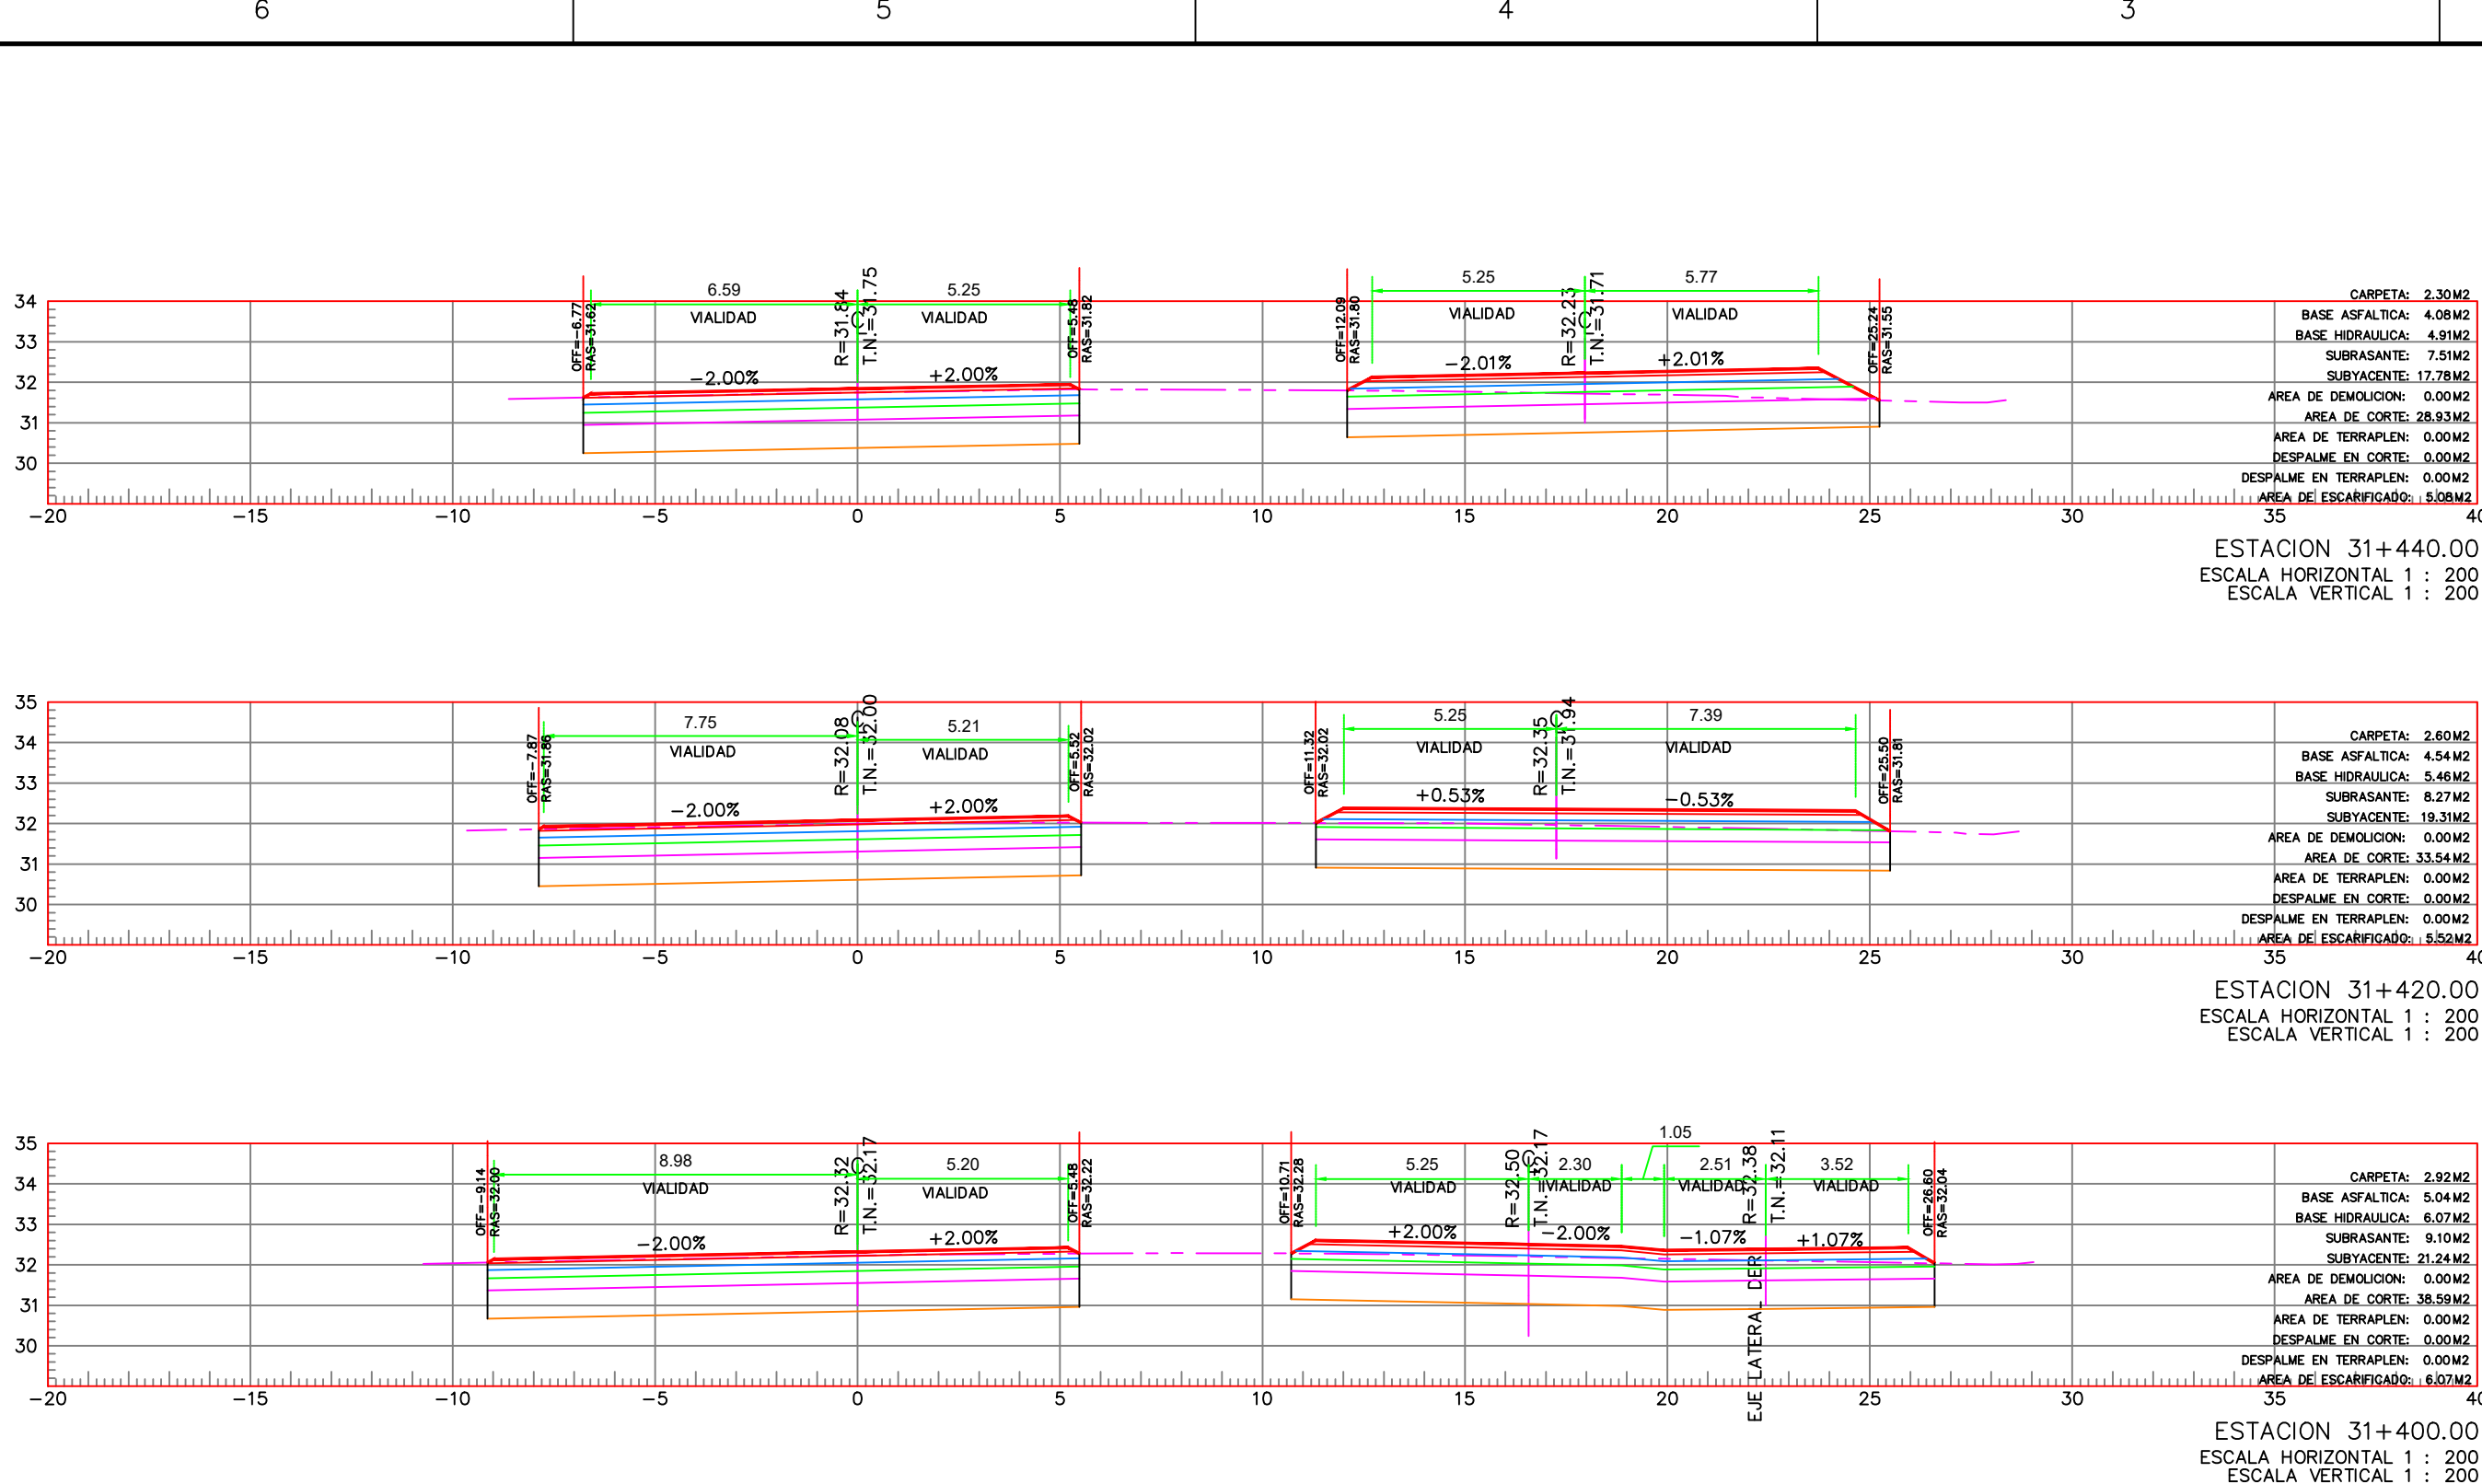 6 5 4 3
6.59 5.25 5.25 5.77
VIALIDAD VIALIDAD VIALIDAD VIALIDAD
OFF=-6.77
RAS=31.62
R=31.84
T.N.=31.75
OFF=5.48
RAS=31.82
OFF=12.09
RAS=31.80
R=32.23
T.N.=31.71
OFF=25.24
RAS=31.55
-2.00% +2.00% -2.01% +2.01%
34
33
32
31
30
CARPETA: 2.30M2
BASE ASFALTICA: 4.08M2
BASE HIDRAULICA: 4.91M2
SUBRASANTE: 7.51M2
SUBYACENTE: 17.78M2
AREA DE DEMOLICION: 0.00M2
AREA DE CORTE: 28.93M2
AREA DE TERRAPLEN: 0.00M2
DESPALME EN CORTE: 0.00M2
DESPALME EN TERRAPLEN: 0.00M2
AREA DE ESCARIFICADO: 5.08M2
-20 -15 -10 -5 0 5 10 15 20 25 30 35 40
ESTACION 31+440.00
ESCALA HORIZONTAL 1 : 200
ESCALA VERTICAL 1 : 200
7.75 5.21 5.25 7.39
VIALIDAD VIALIDAD VIALIDAD VIALIDAD
OFF=-7.87
RAS=31.86
R=32.08
T.N.=32.00
OFF=5.52
RAS=32.02
OFF=11.32
RAS=32.02
R=32.35
T.N.=31.94
OFF=25.50
RAS=31.81
-2.00% +2.00% +0.53% -0.53%
35
34
33
32
31
30
CARPETA: 2.60M2
BASE ASFALTICA: 4.54M2
BASE HIDRAULICA: 5.46M2
SUBRASANTE: 8.27M2
SUBYACENTE: 19.31M2
AREA DE DEMOLICION: 0.00M2
AREA DE CORTE: 33.54M2
AREA DE TERRAPLEN: 0.00M2
DESPALME EN CORTE: 0.00M2
DESPALME EN TERRAPLEN: 0.00M2
AREA DE ESCARIFICADO: 5.52M2
-20 -15 -10 -5 0 5 10 15 20 25 30 35 40
ESTACION 31+420.00
ESCALA HORIZONTAL 1 : 200
ESCALA VERTICAL 1 : 200
1.05
8.98 5.20 5.25 2.30 2.51 3.52
VIALIDAD VIALIDAD VIALIDAD VIALIDAD VIALIDAD VIALIDAD
OFF=-9.14
RAS=32.00
R=32.32
T.N.=32.17
OFF=5.48
RAS=32.22
OFF=10.71
RAS=32.28
R=32.50
T.N.=32.17
R=32.38
T.N.=32.11
OFF=26.60
RAS=32.04
-2.00% +2.00% +2.00% -2.00% -1.07% +1.07%
EJE LATERAL DER
35
34
33
32
31
30
CARPETA: 2.92M2
BASE ASFALTICA: 5.04M2
BASE HIDRAULICA: 6.07M2
SUBRASANTE: 9.10M2
SUBYACENTE: 21.24M2
AREA DE DEMOLICION: 0.00M2
AREA DE CORTE: 38.59M2
AREA DE TERRAPLEN: 0.00M2
DESPALME EN CORTE: 0.00M2
DESPALME EN TERRAPLEN: 0.00M2
AREA DE ESCARIFICADO: 6.07M2
-20 -15 -10 -5 0 5 10 15 20 25 30 35 40
ESTACION 31+400.00
ESCALA HORIZONTAL 1 : 200
ESCALA VERTICAL 1 : 200